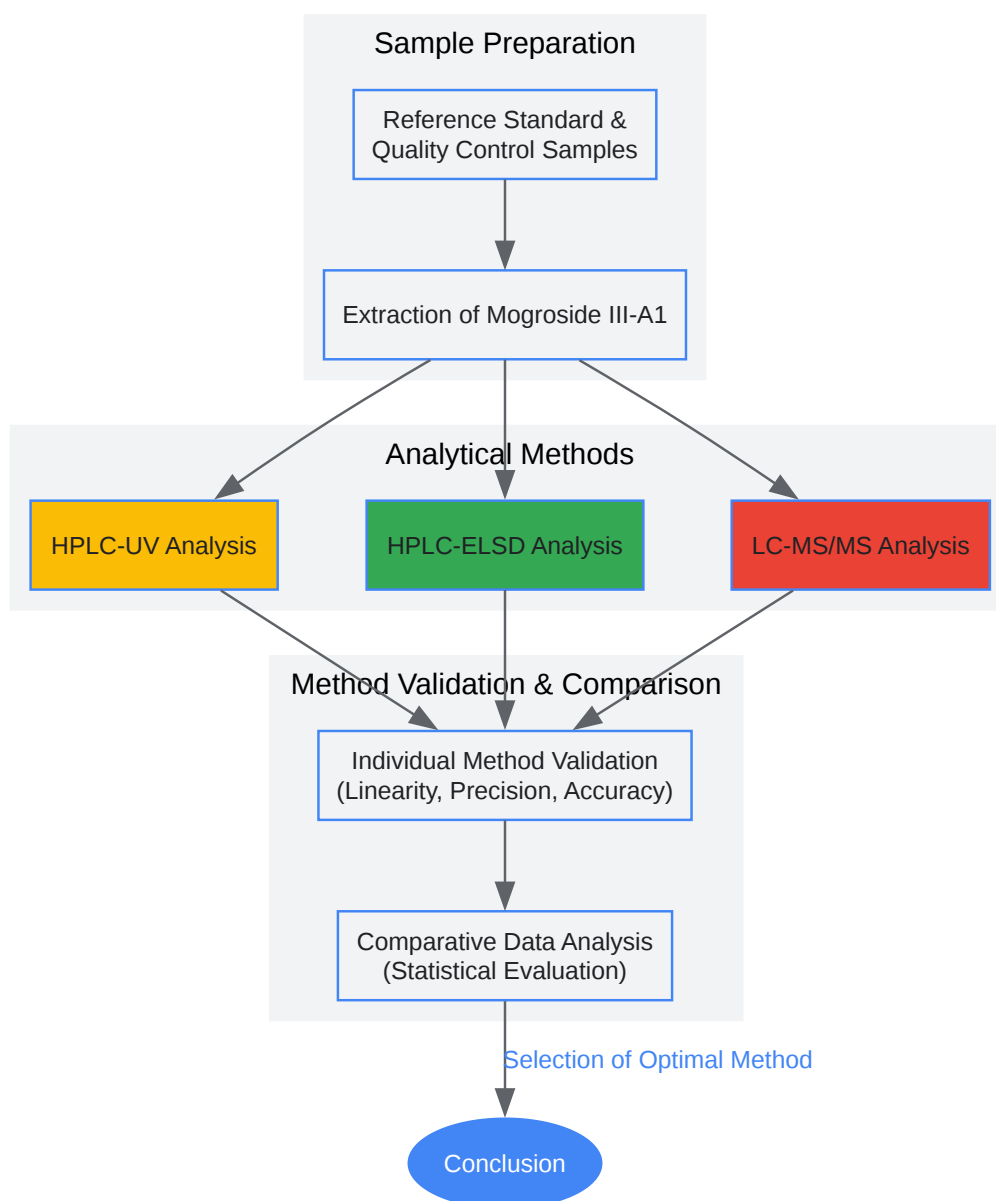 Sample Preparation
Reference Standard &
Quality Control Samples
Extraction of Mogroside III-A1
Analytical Methods
HPLC-UV Analysis
HPLC-ELSD Analysis
LC-MS/MS Analysis
Method Validation & Comparison
Individual Method Validation
(Linearity, Precision, Accuracy)
Comparative Data Analysis
(Statistical Evaluation)
Selection of Optimal Method
Conclusion